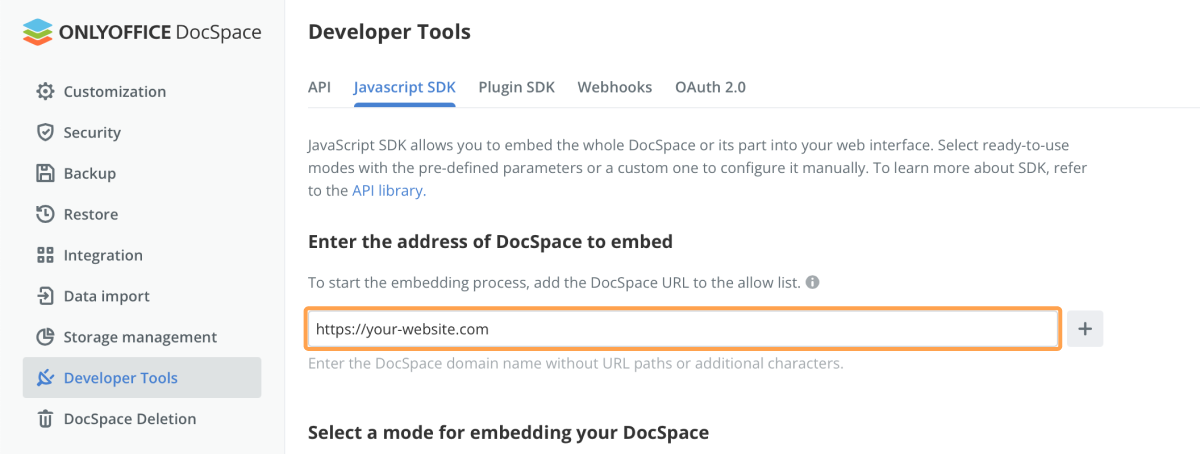 ONLYOFFICE DocSpace
Customization
Security
Backup
Restore
Integration
Data import
Storage management
Developer Tools
DocSpace Deletion
Developer Tools
API Javascript SDK Plugin SDK Webhooks OAuth 2.0
JavaScript SDK allows you to embed the whole DocSpace or its part into your web interface. Select ready-to-use
modes with the pre-defined parameters or a custom one to configure it manually. To learn more about SDK, refer
to the API library.
Enter the address of DocSpace to embed
To start the embedding process, add the DocSpace URL to the allow list.
https://your-website.com
Enter the DocSpace domain name without URL paths or additional characters.
Select a mode for embedding your DocSpace